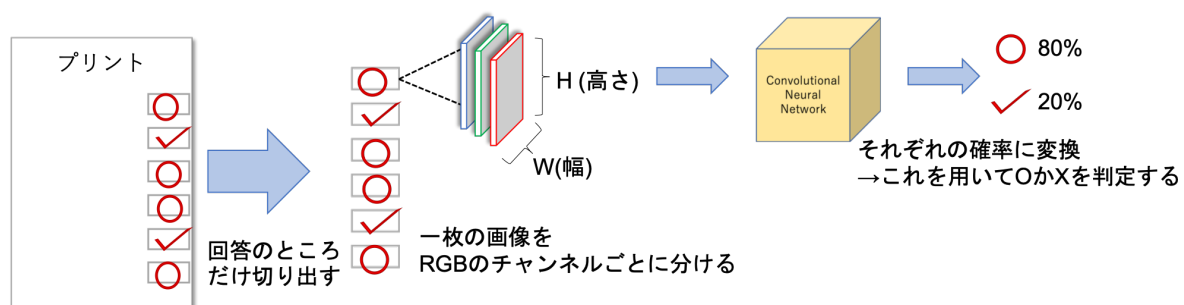 プリント
回答のところ
だけ切り出す
H (高さ)
W(幅)
一枚の画像を
RGBのチャンネルごとに分ける
Convolutional
Neural
Network
80%
20%
それぞれの確率に変換
→これを用いてOかXを判定する